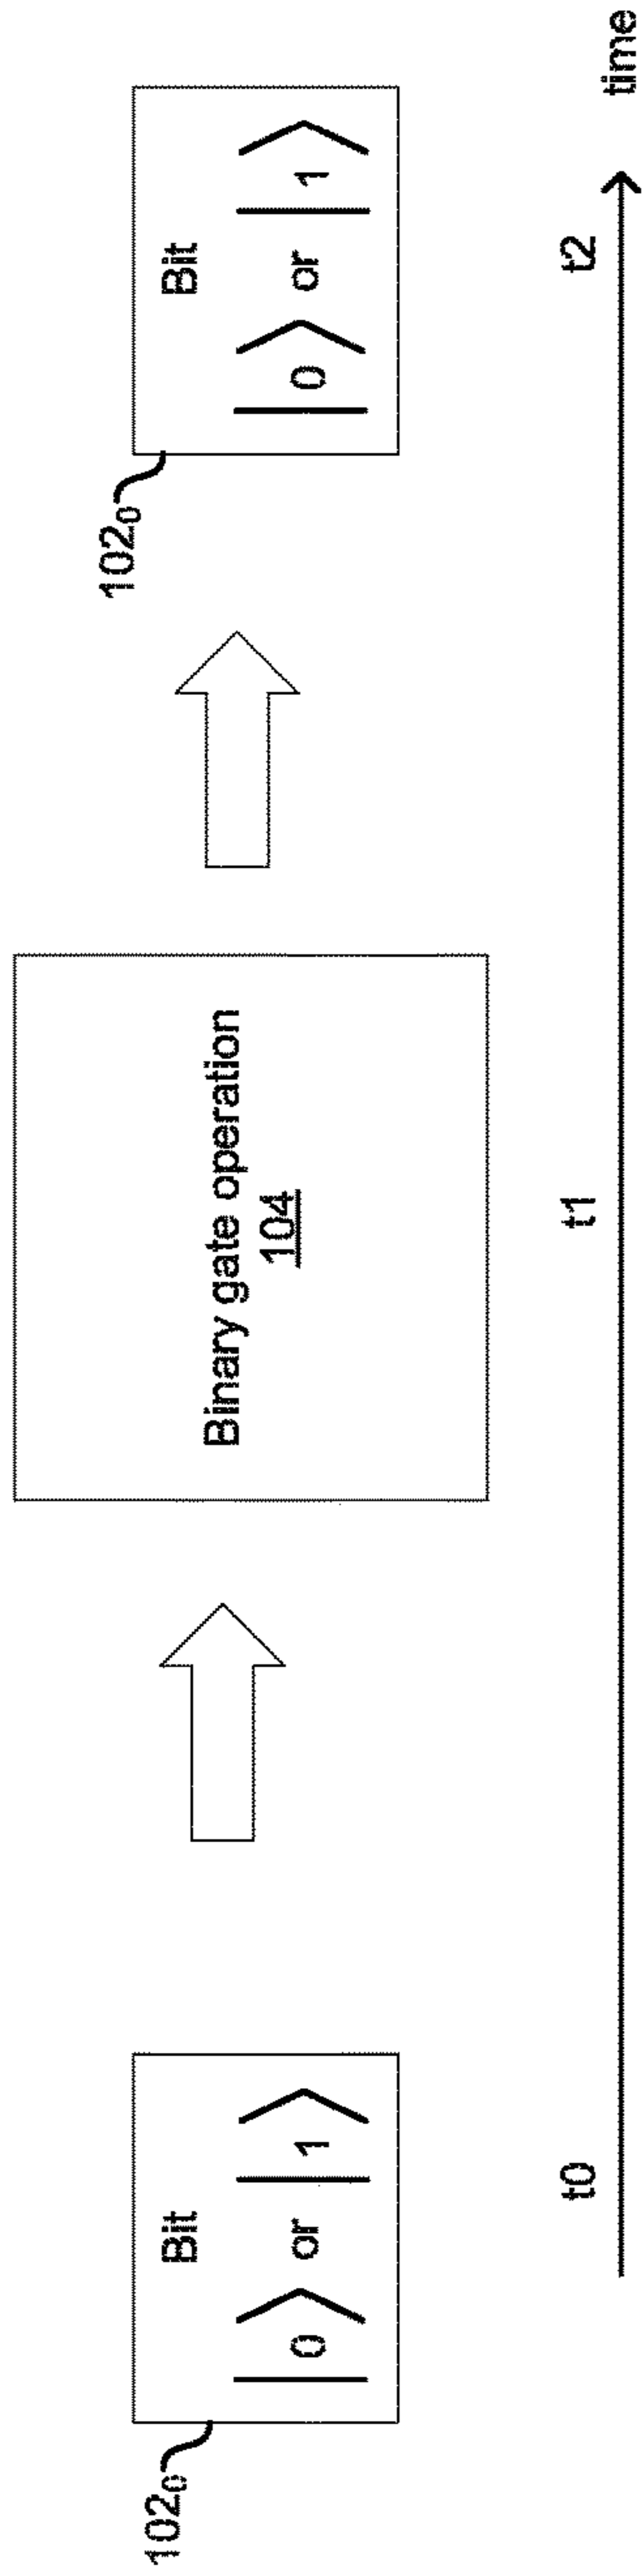 102₀
Bit
|0⟩ or |1⟩
Binary gate operation
104
102₀
Bit
|0⟩ or |1⟩
t0
t1
t2
time